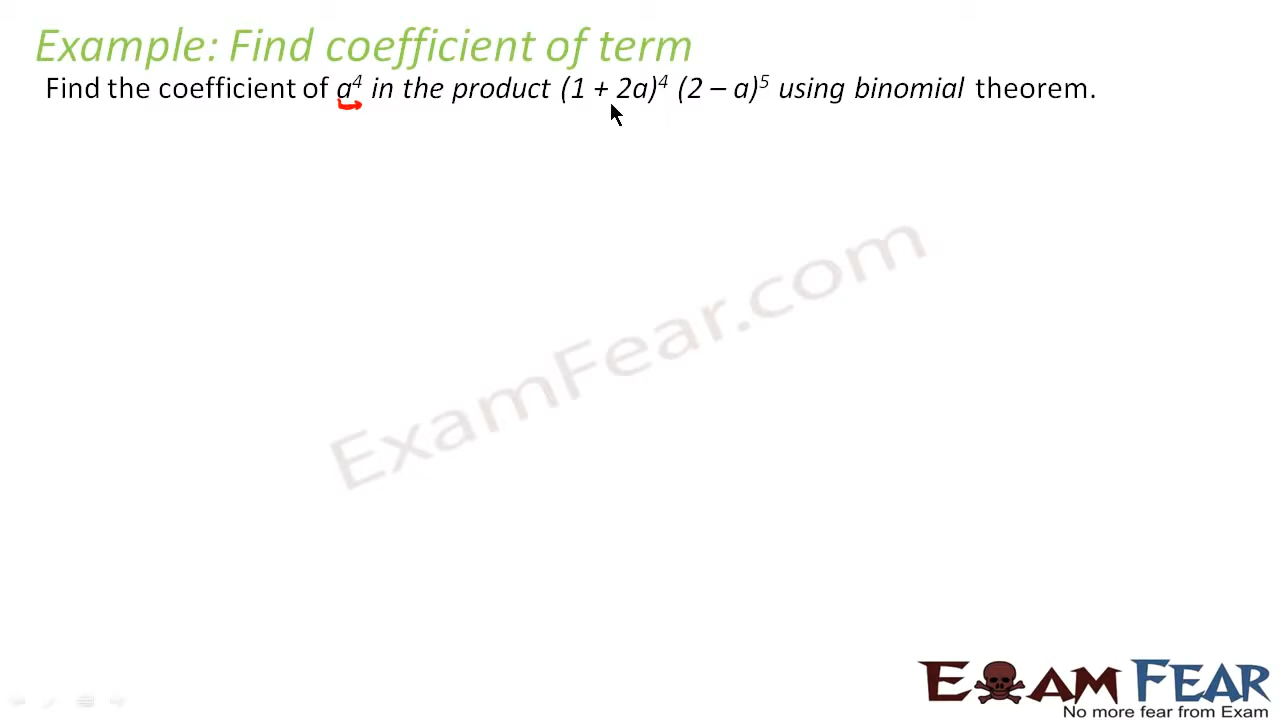 Example: Find coefficient of term
Find the coefficient of a⁴ in the product (1 + 2a)⁴ (2 – a)⁵ using binomial theorem.
ExamFear.com
EXAM FEAR
No more fear from Exam